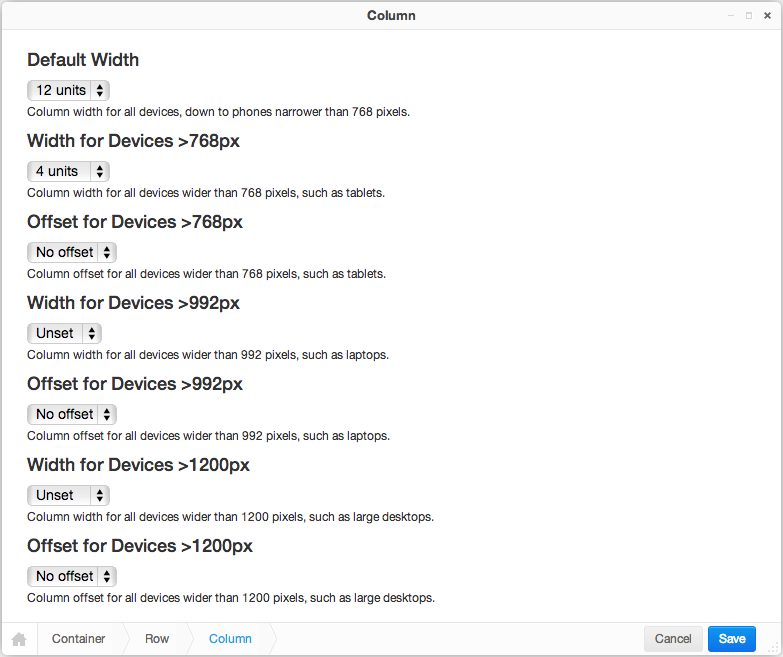 Column
Default Width
12 units
Column width for all devices, down to phones narrower than 768 pixels.
Width for Devices >768px
4 units
Column width for all devices wider than 768 pixels, such as tablets.
Offset for Devices >768px
No offset
Column offset for all devices wider than 768 pixels, such as tablets.
Width for Devices >992px
Unset
Column width for all devices wider than 992 pixels, such as laptops.
Offset for Devices >992px
No offset
Column offset for all devices wider than 992 pixels, such as laptops.
Width for Devices >1200px
Unset
Column width for all devices wider than 1200 pixels, such as large desktops.
Offset for Devices >1200px
No offset
Column offset for all devices wider than 1200 pixels, such as large desktops.
Container Row Column Cancel Save